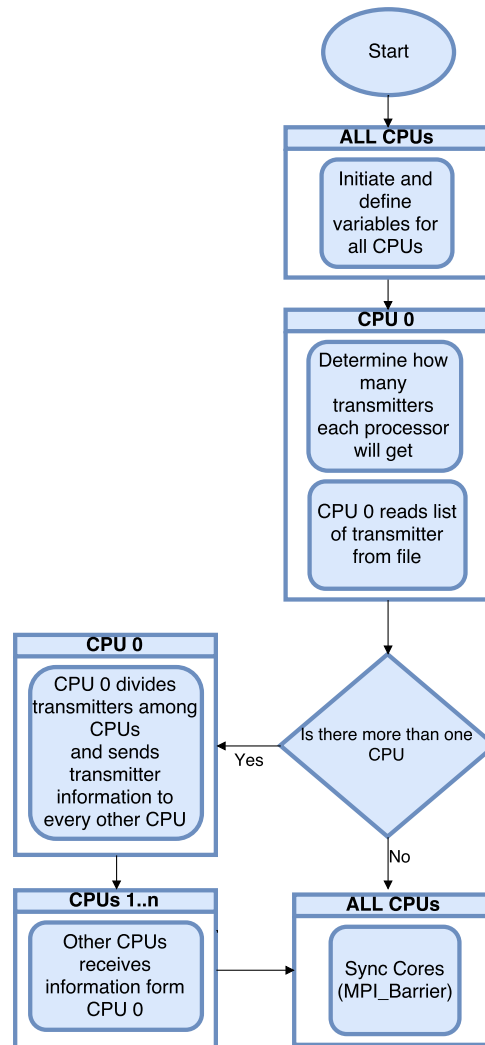 Start
ALL CPUs
Initiate and
define
variables for
all CPUs
CPU 0
Determine how
many
transmitters
each processor
will get
CPU 0 reads list
of transmitter
from file
Is there more than one
CPU
Yes
No
CPU 0
CPU 0 divides
transmitters among
CPUs
and sends
transmitter
information to
every other CPU
CPUs 1..n
Other CPUs
receives
information form
CPU 0
ALL CPUs
Sync Cores
(MPI_Barrier)